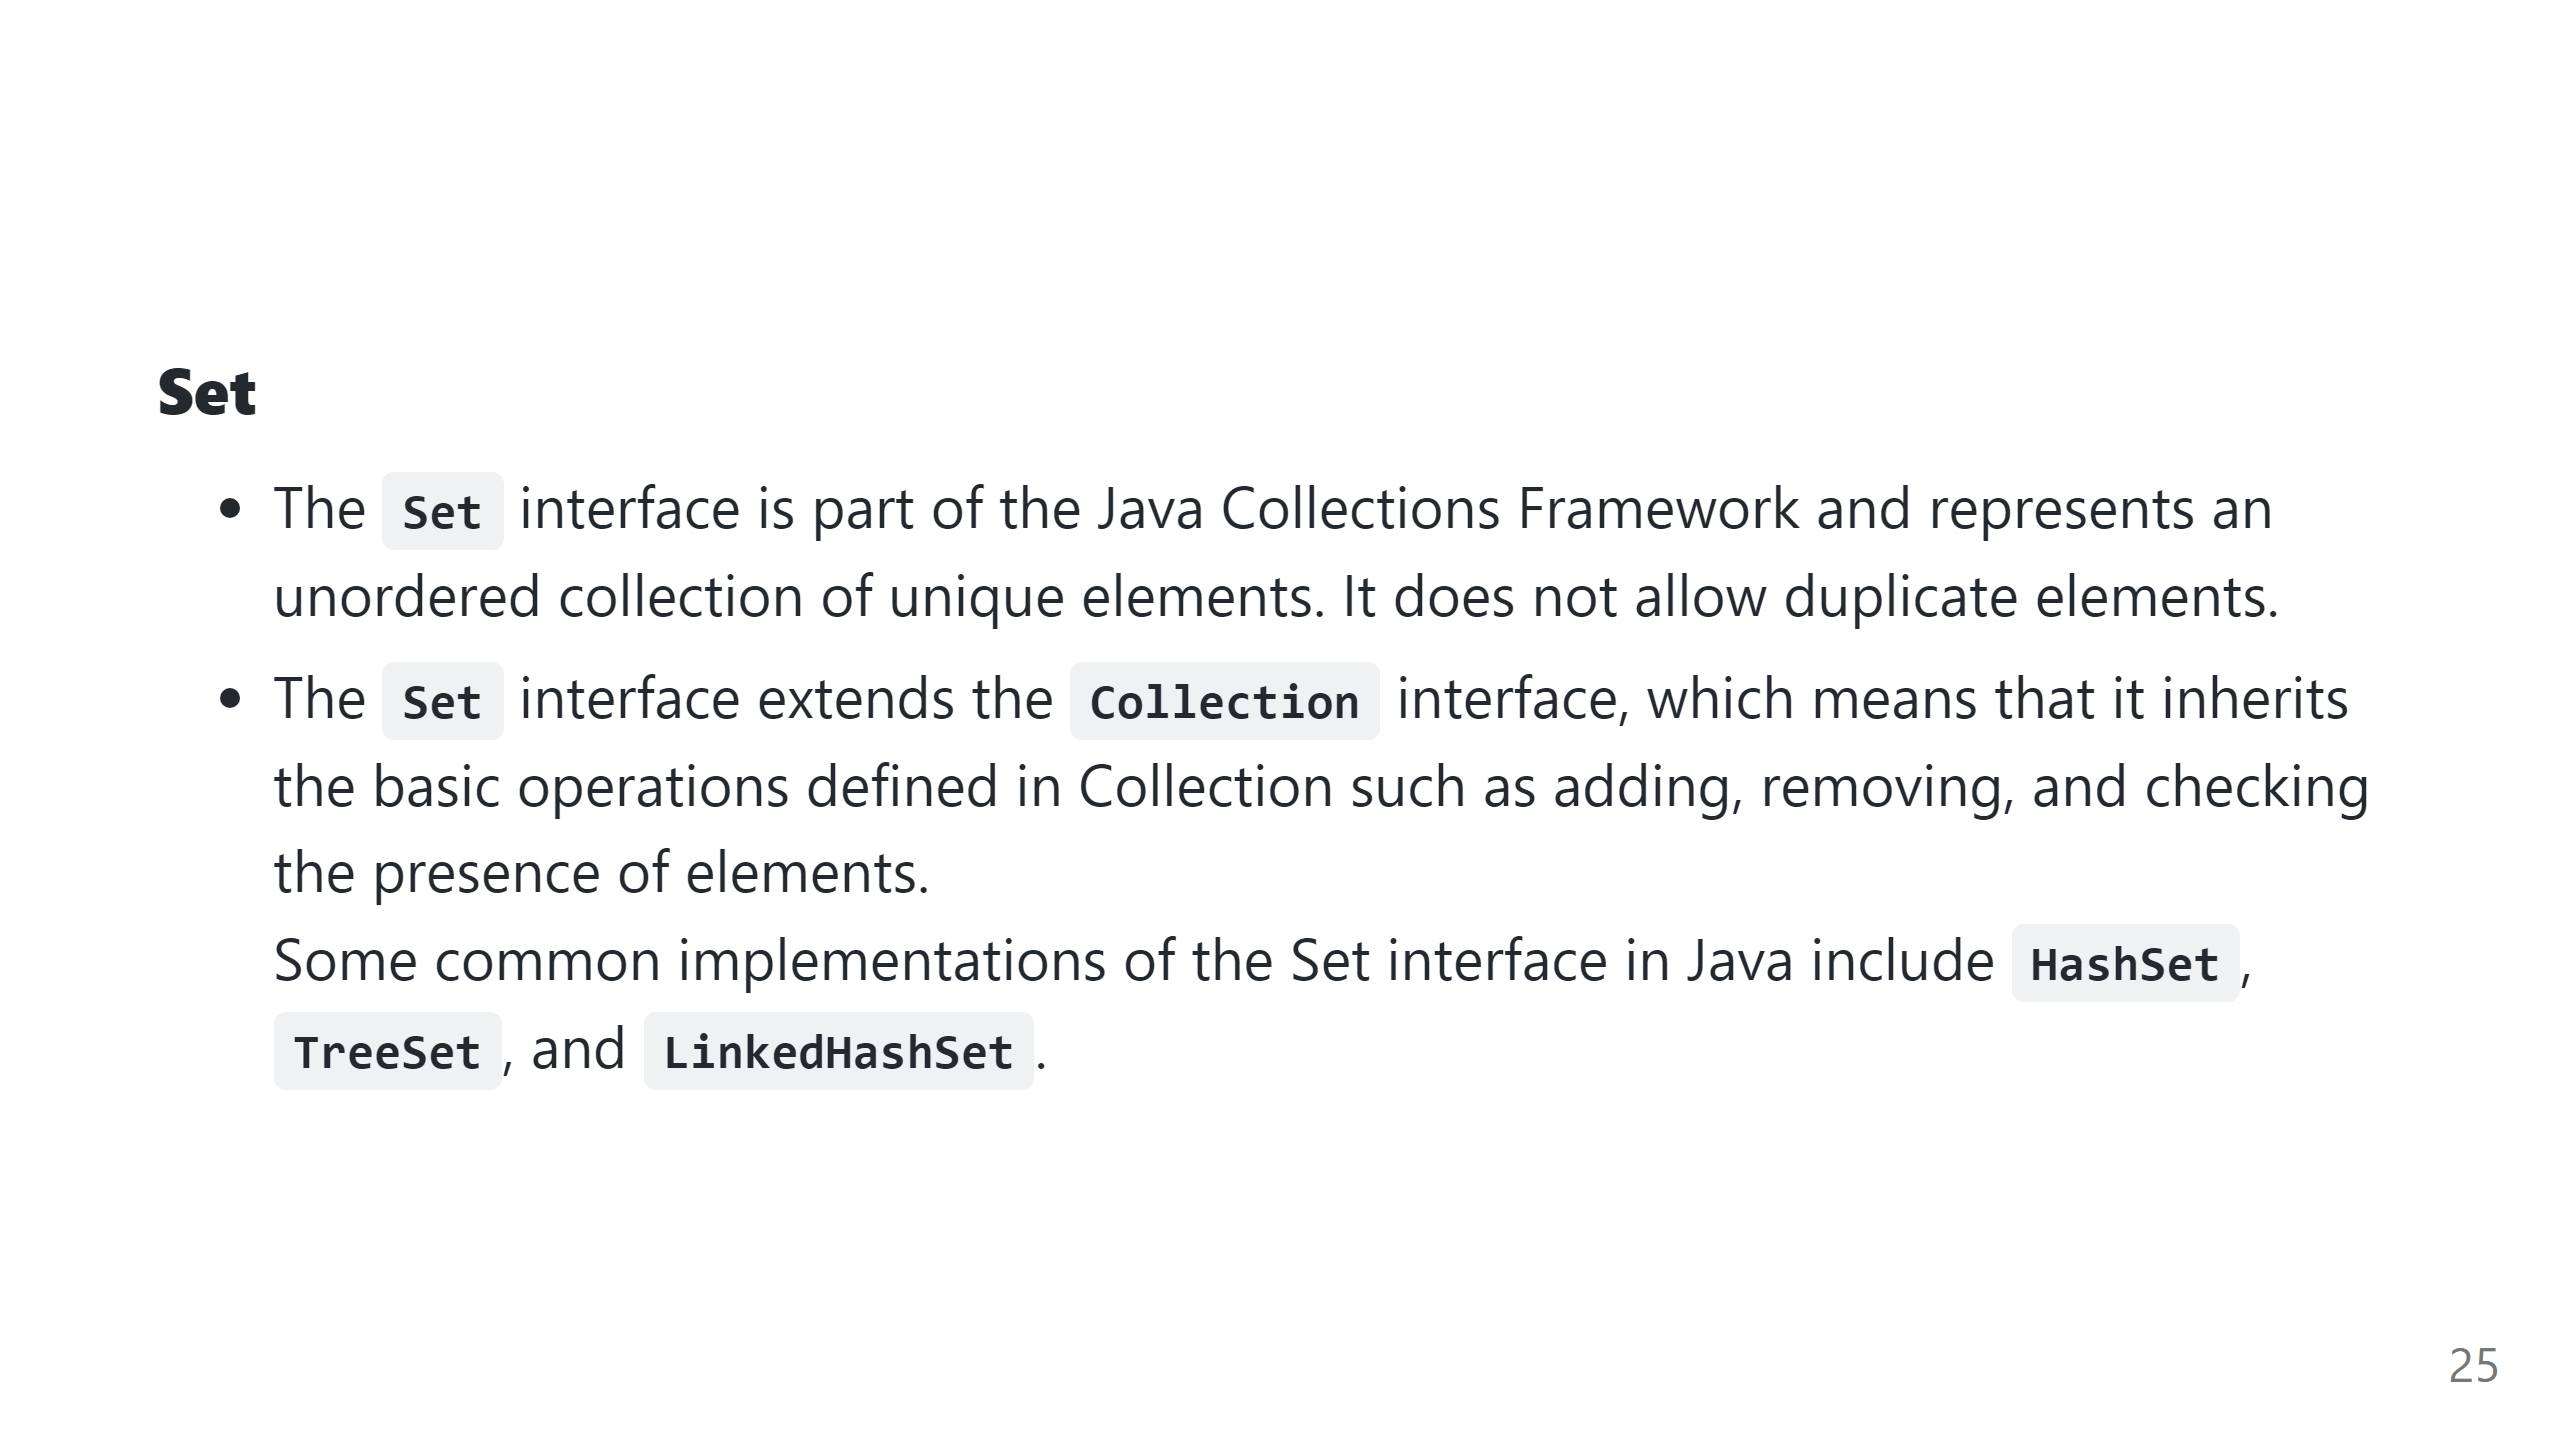 Set
• The Set interface is part of the Java Collections Framework and represents an
unordered collection of unique elements. It does not allow duplicate elements.
• The Set interface extends the Collection interface, which means that it inherits
the basic operations defined in Collection such as adding, removing, and checking
the presence of elements.
Some common implementations of the Set interface in Java include HashSet,
TreeSet, and LinkedHashSet.
25